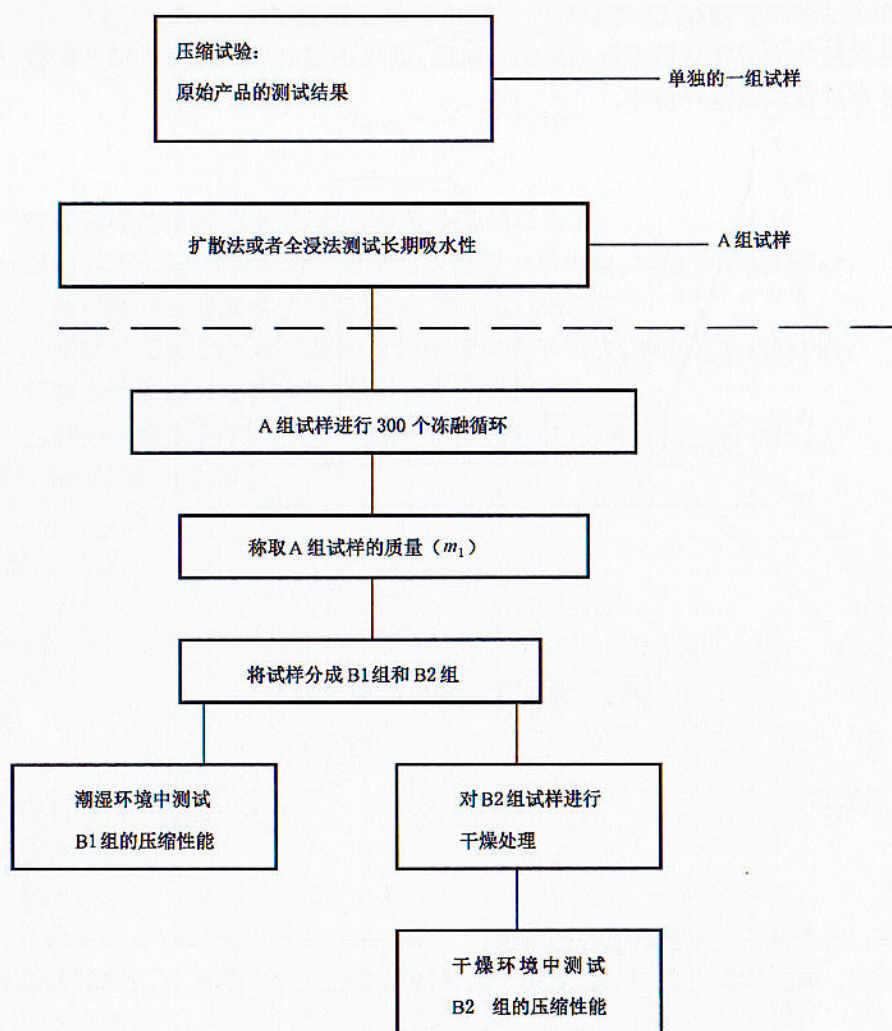 压缩试验:
原始产品的测试结果
单独的一组试样
扩散法或者全浸法测试长期吸水性
A 组试样
A 组试样进行 300 个冻融循环
称取 A 组试样的质量（m₁）
将试样分成 B1 组和 B2 组
潮湿环境中测试
B1 组的压缩性能
对 B2 组试样进行
干燥处理
干燥环境中测试
B2 组的压缩性能